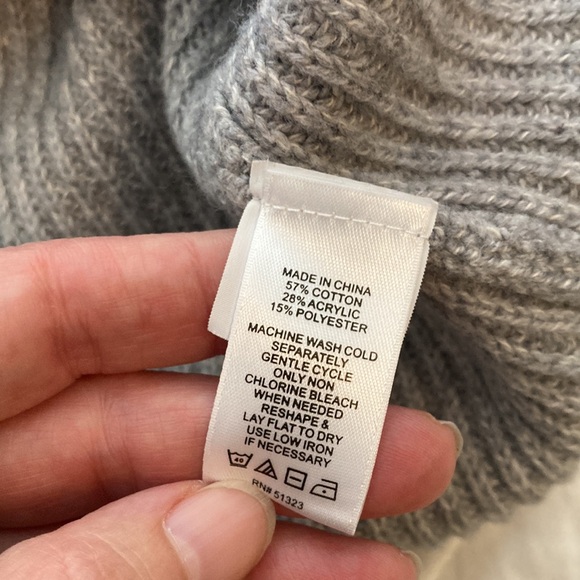 MADE IN CHINA
57% COTTON
28% ACRYLIC
15% POLYESTER
MACHINE WASH COLD
SEPARATELY
GENTLE CYCLE
ONLY NON
CHLORINE BLEACH
WHEN NEEDED
RESHAPE &
LAY FLAT TO DRY
USE LOW IRON
IF NECESSARY
40
RN# 51323